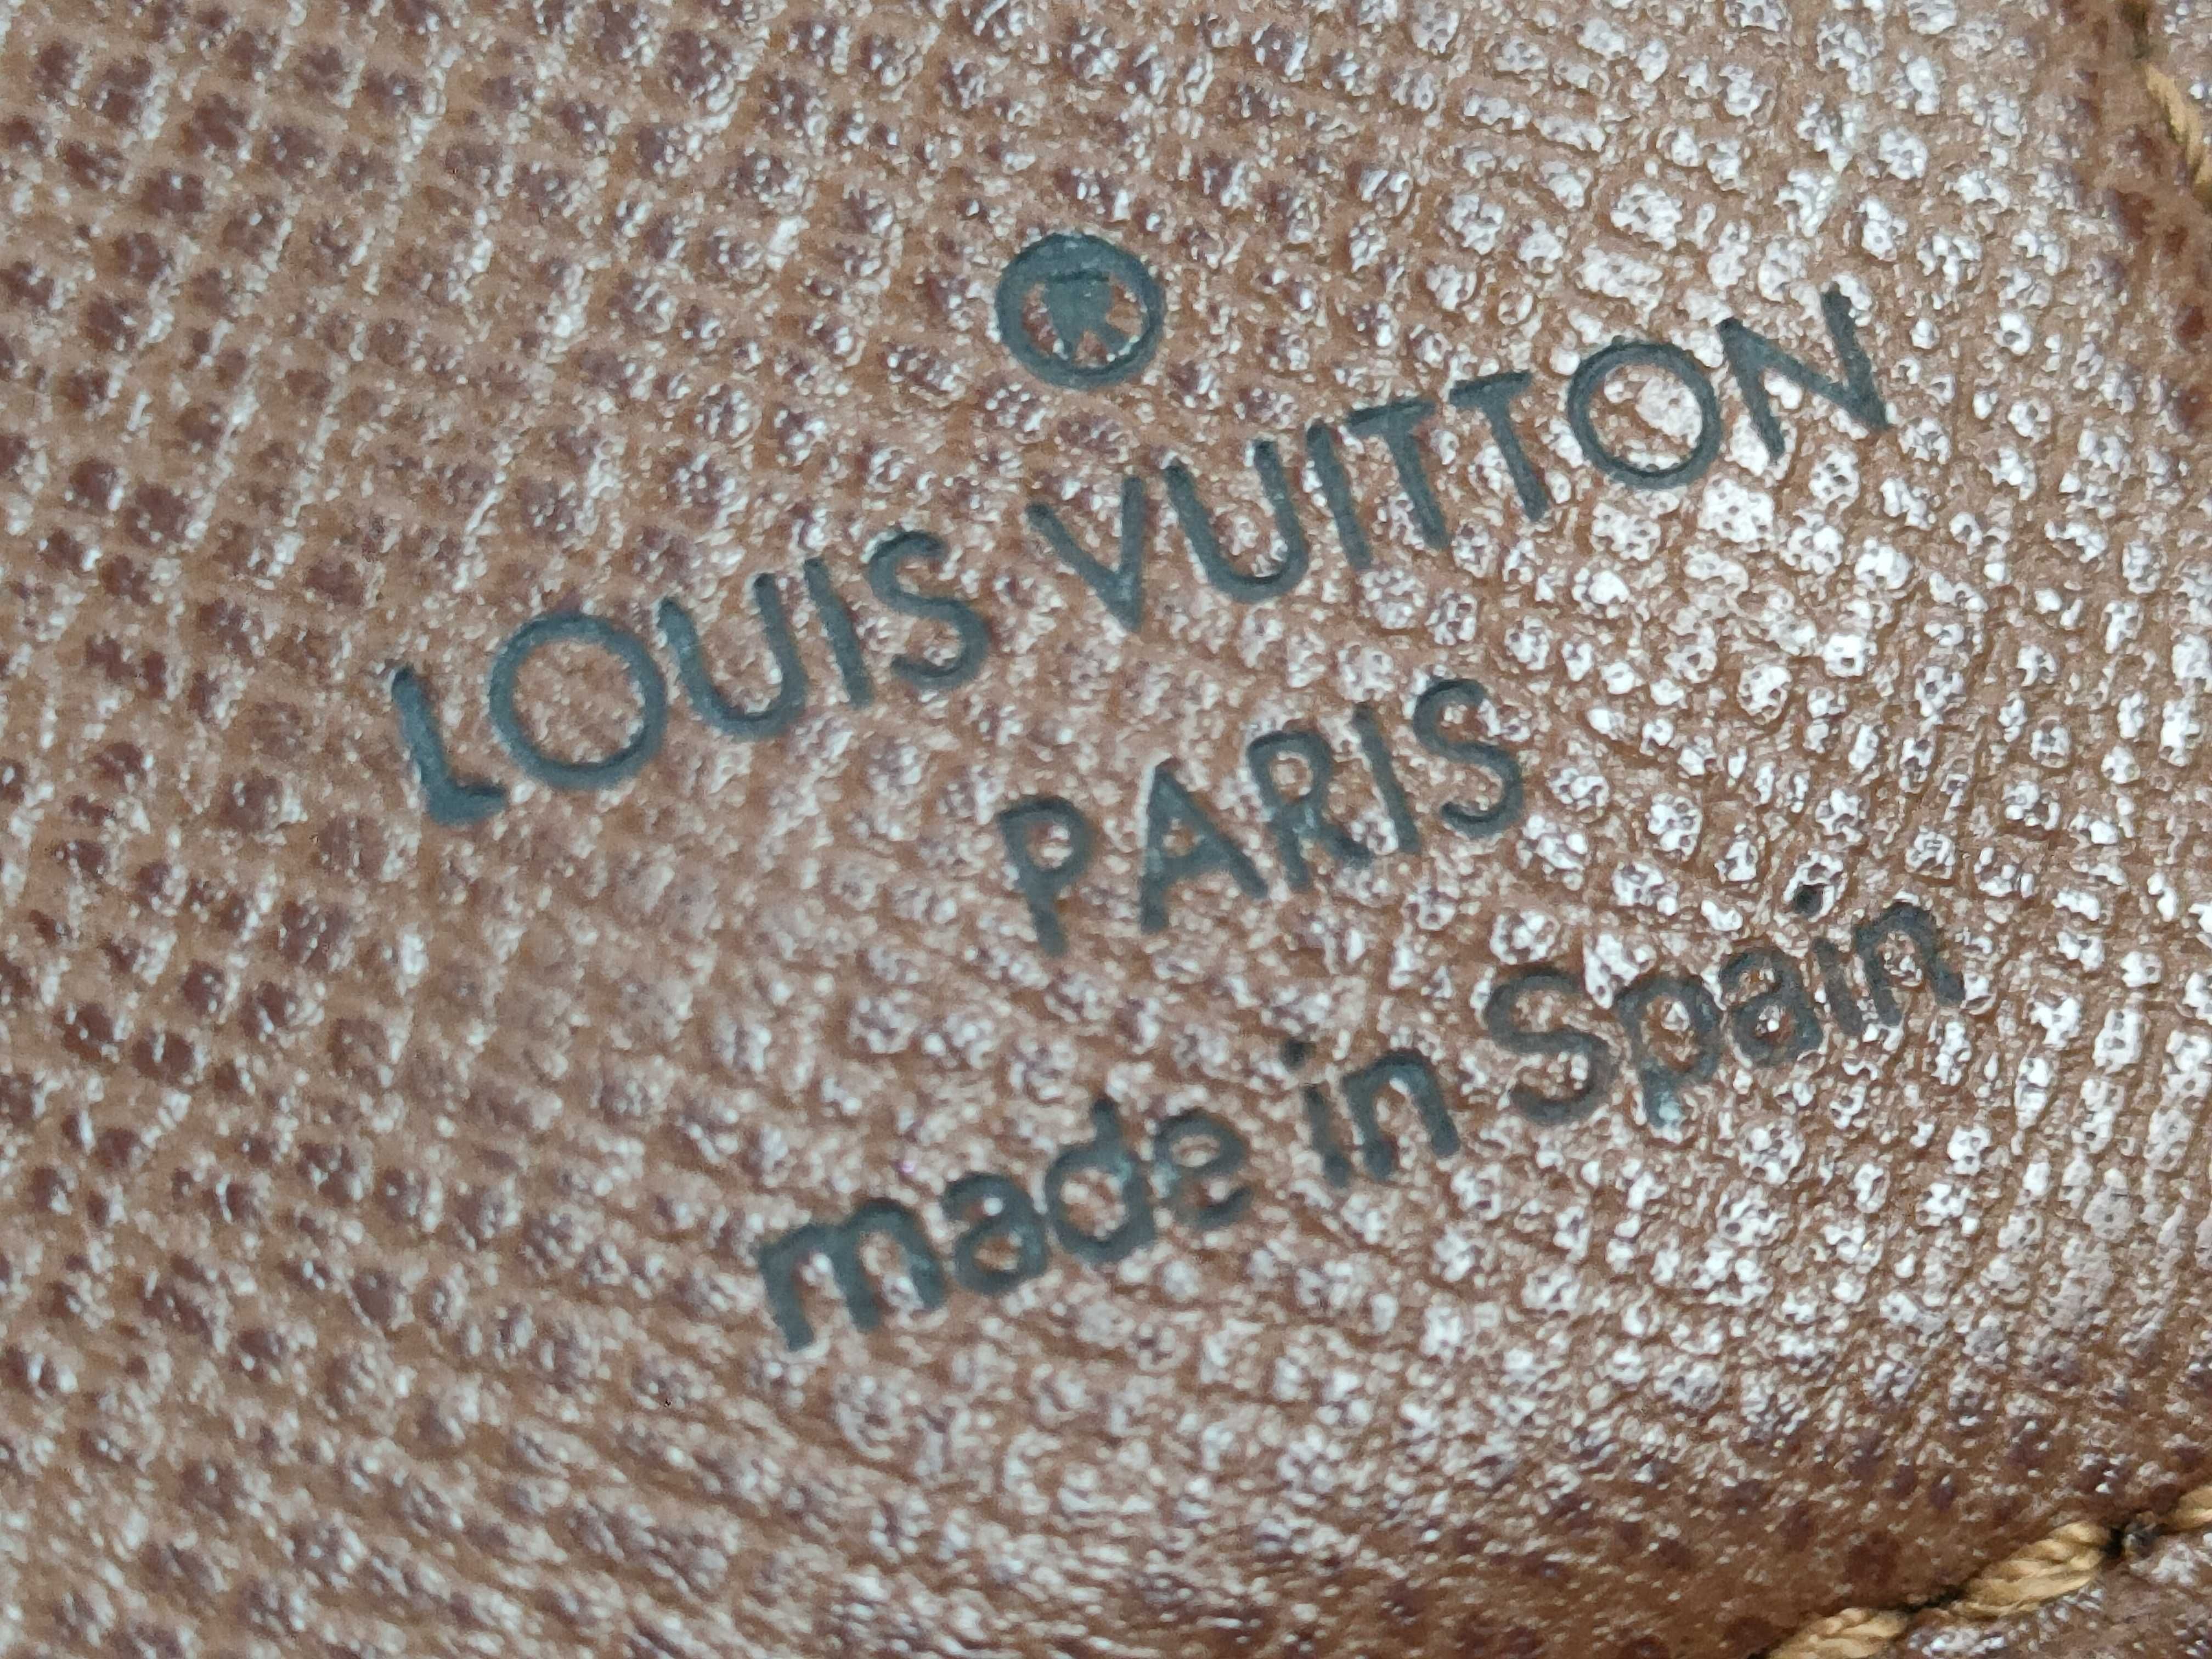 ®
LOUIS VUITTON
PARIS
made in Spain